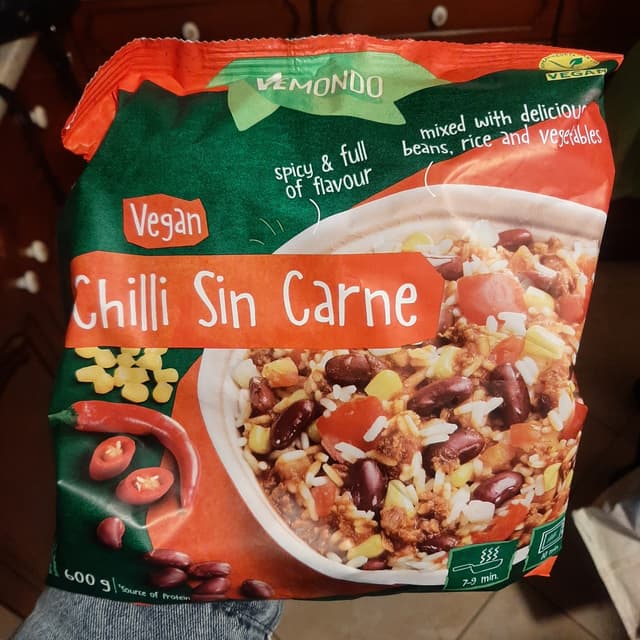 VEMONDO
VEGAN
spicy & full
of flavour
mixed with delicious
beans, rice and vegetables
Vegan
Chilli Sin Carne
600 g
*Source of Protein
7-9 min.